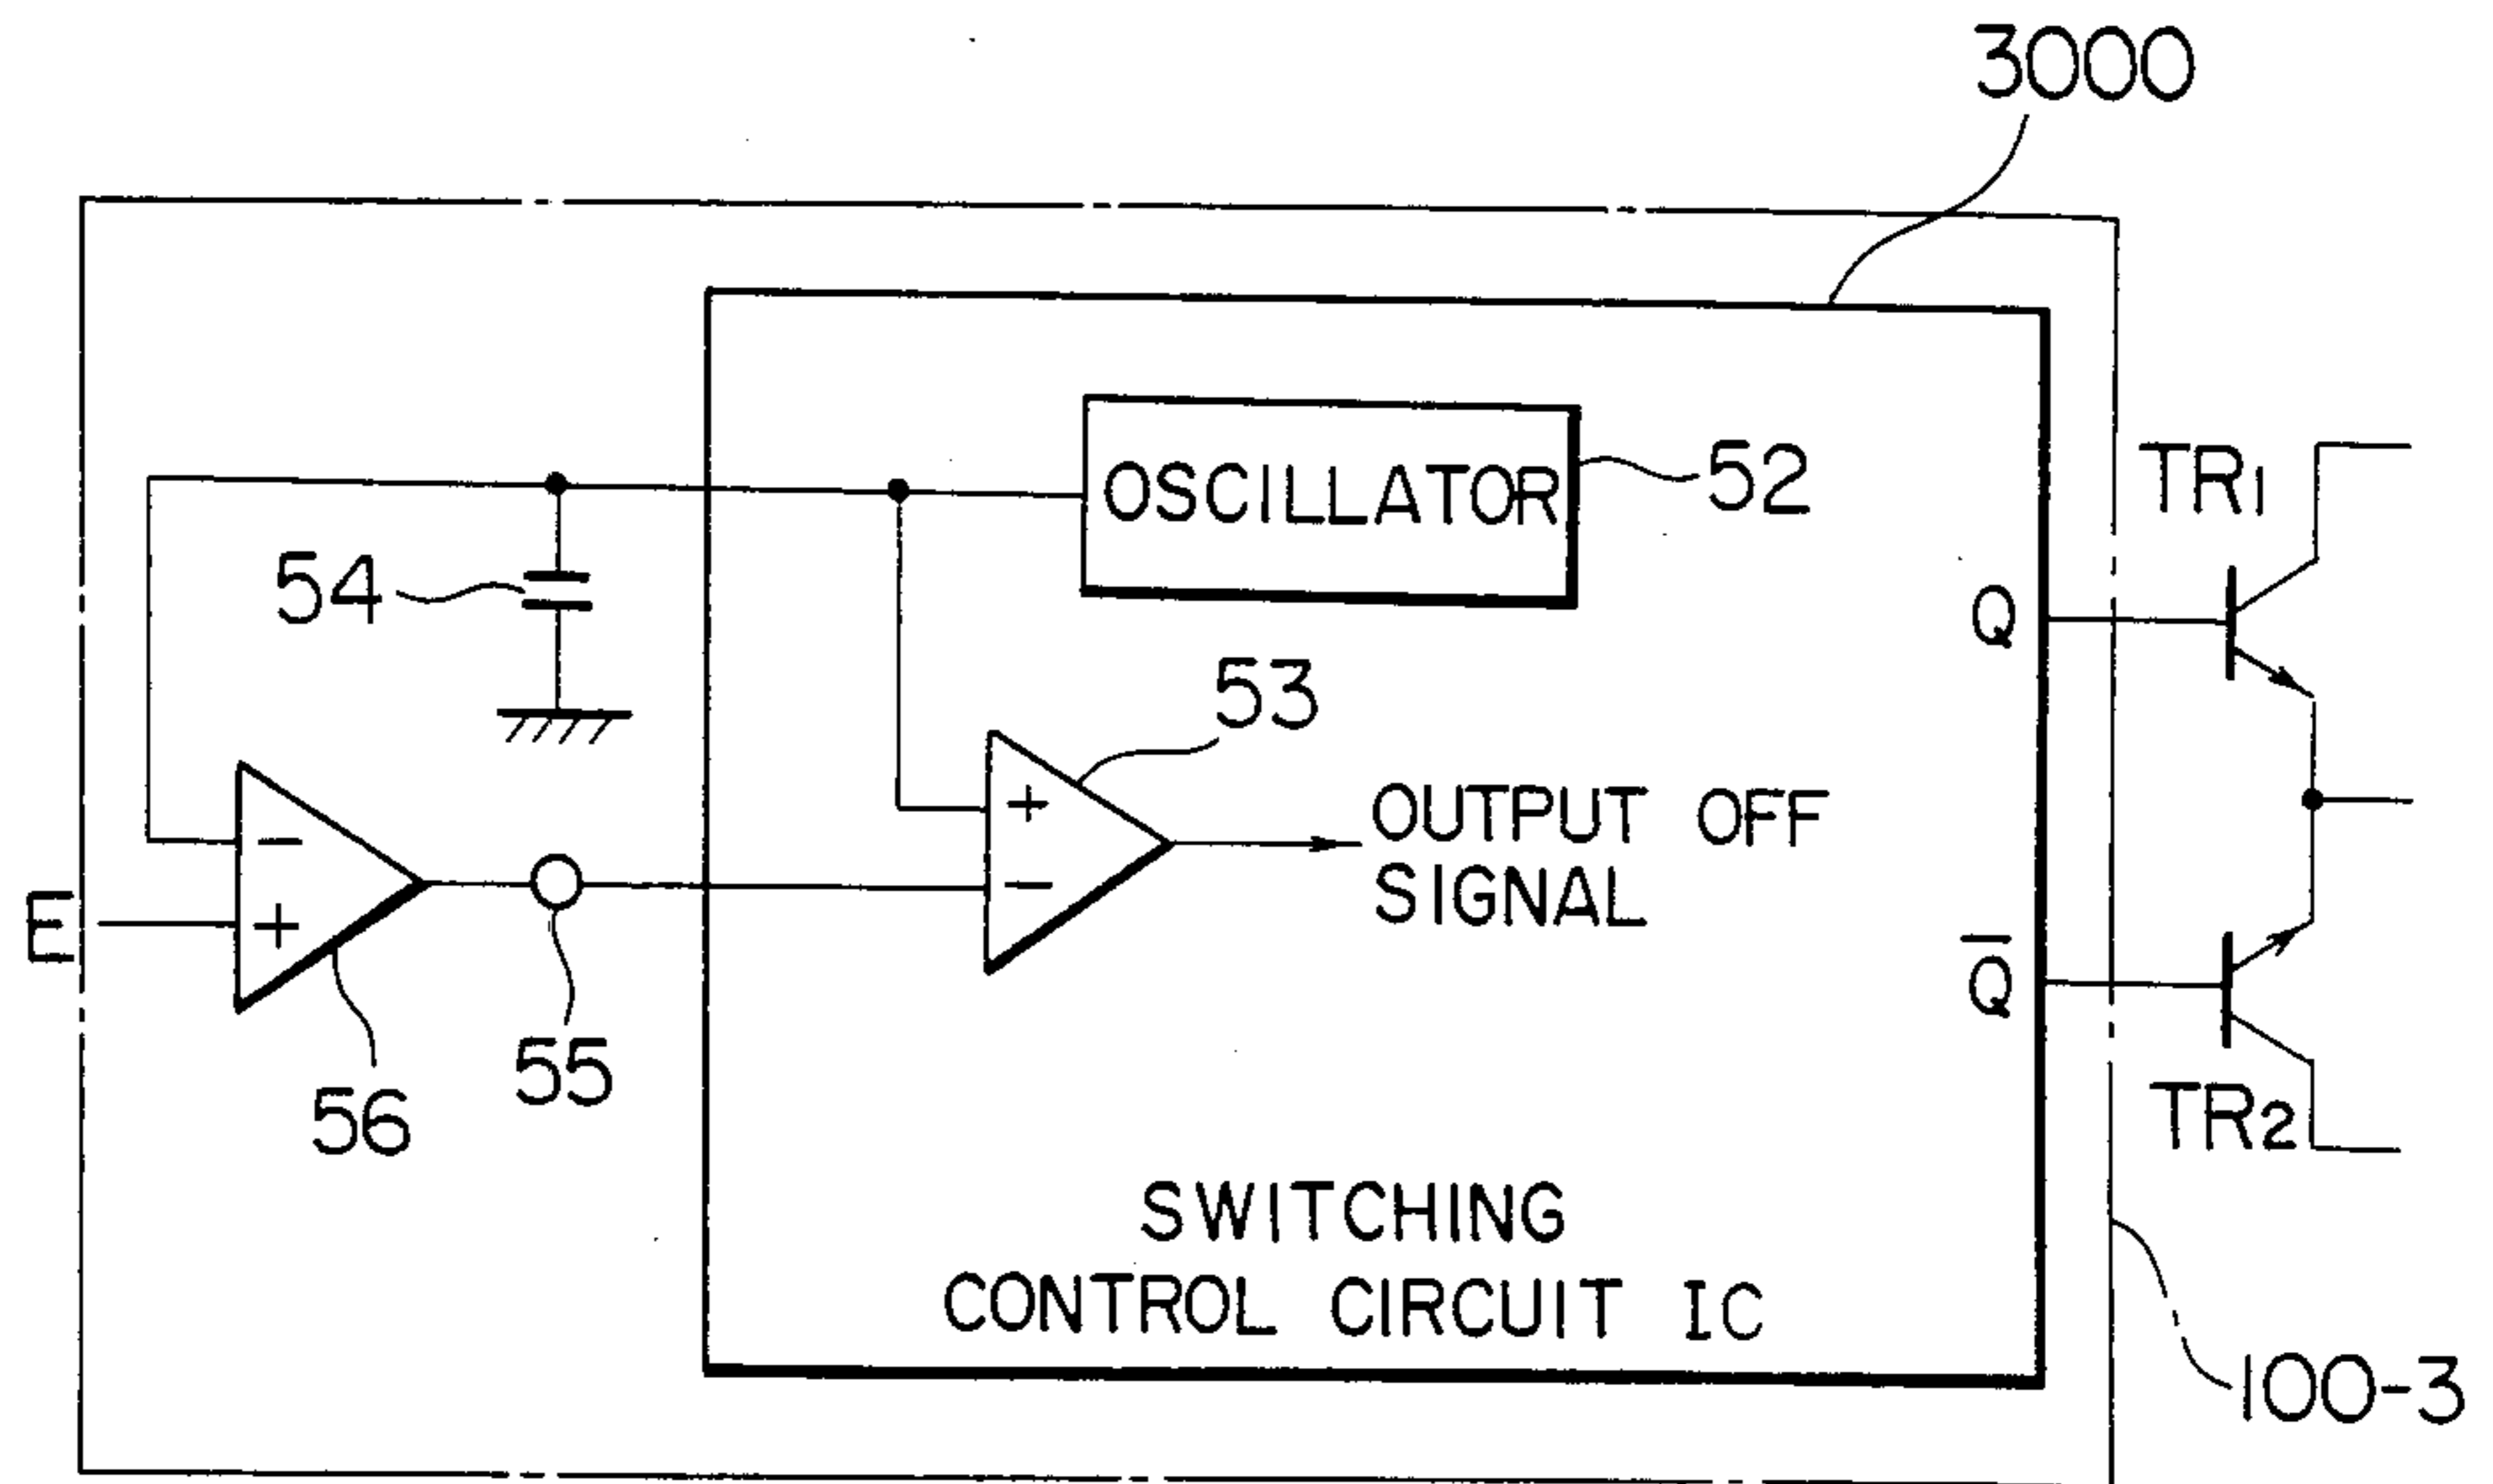 3000
OSCILLATOR
52
TR1
54
Q
53
+
−
OUTPUT OFF
SIGNAL
−
+
E
Q̅
55
56
TR2
SWITCHING
CONTROL CIRCUIT IC
100-3